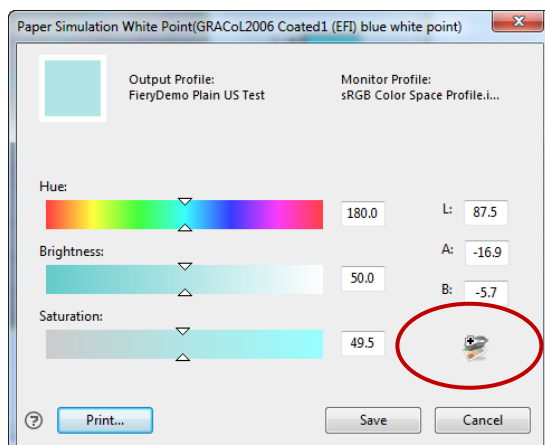 Paper Simulation White Point(GRACoL2006 Coated1 (EFI) blue white point)
Output Profile:
FieryDemo Plain US Test
Monitor Profile:
sRGB Color Space Profile.i...
Hue:
180.0
L: 87.5
Brightness:
A: -16.9
50.0
B: -5.7
Saturation:
49.5
? Print... Save Cancel